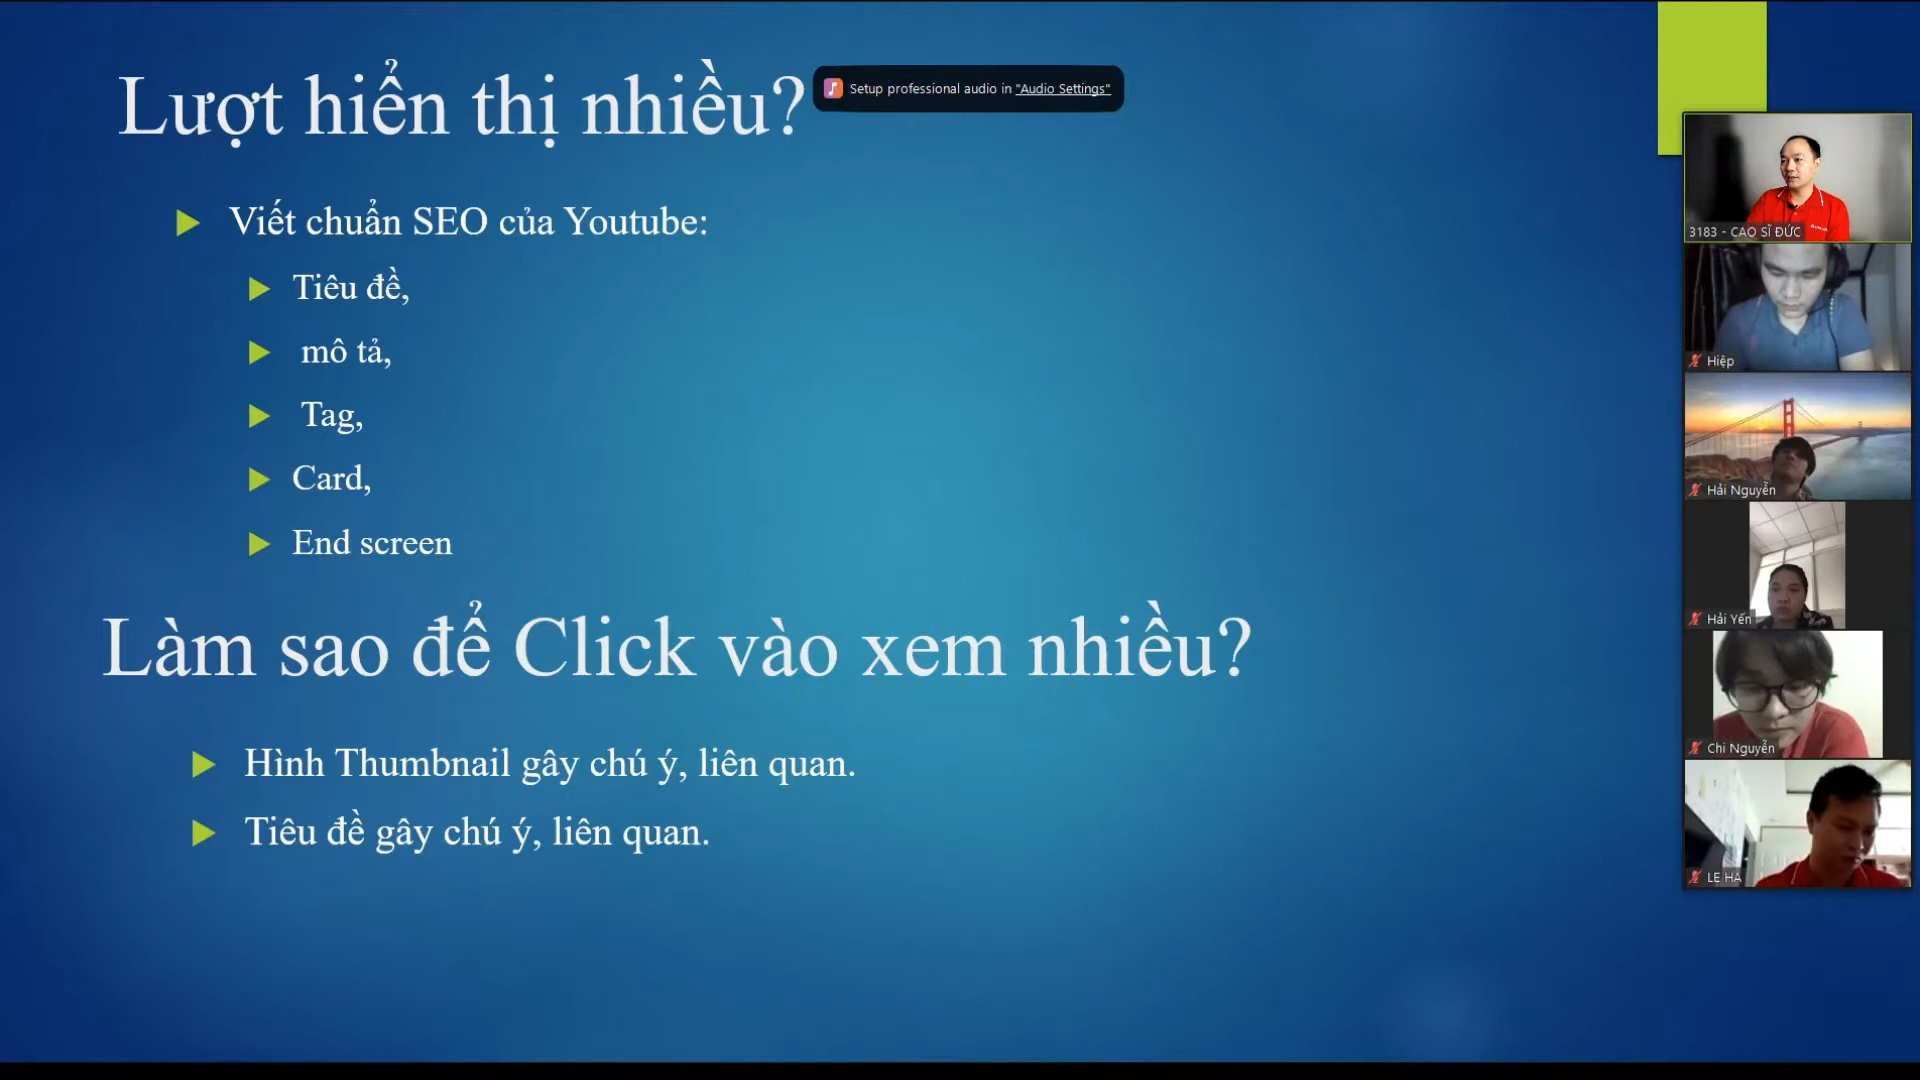 Lượt hiển thị nhiều?
Setup professional audio in "Audio Settings"
Viết chuẩn SEO của Youtube:
Tiêu đề,
mô tả,
Tag,
Card,
End screen
Làm sao để Click vào xem nhiều?
Hình Thumbnail gây chú ý, liên quan.
Tiêu đề gây chú ý, liên quan.
3183 - CAO SĨ ĐỨC
Hiệp
Hải Nguyễn
Hải Yến
Chi Nguyễn
LE HA